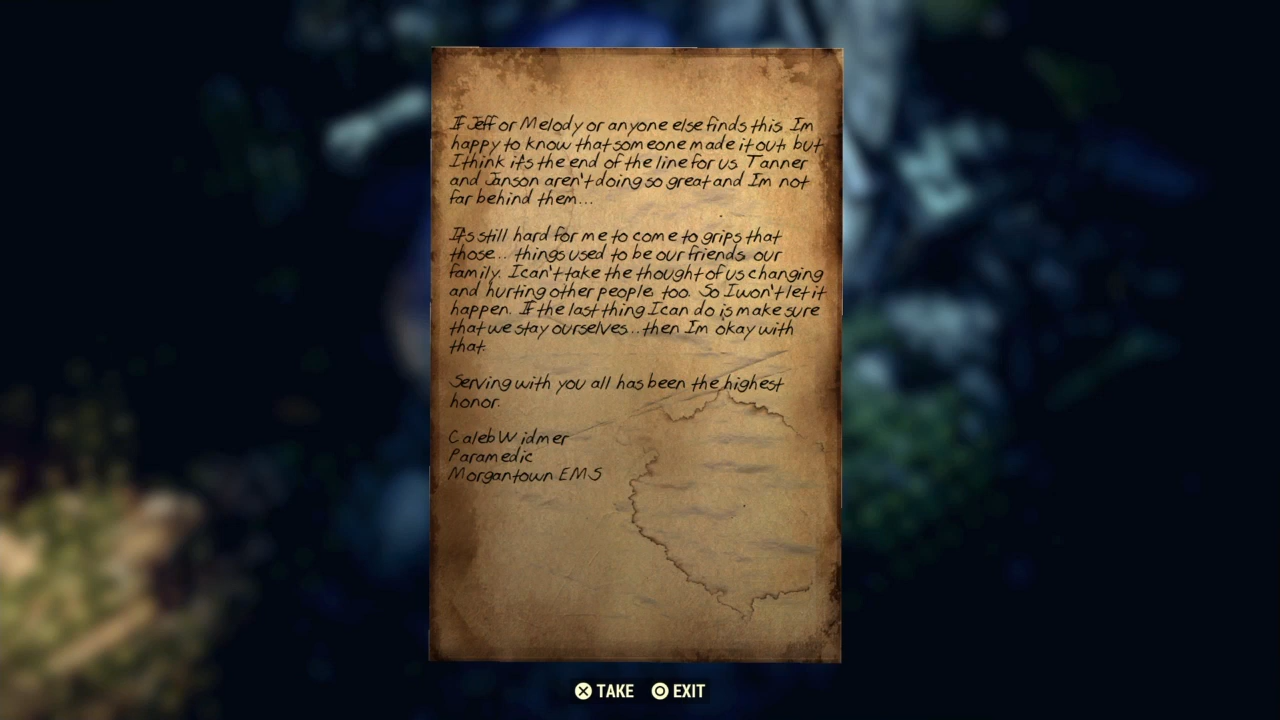 If Jeff or Melody or anyone else finds this, I'm
happy to know that someone made it out, but
I think it's the end of the line for us. Tanner
and Janson aren't doing so great and I'm not
far behind them...
It's still hard for me to come to grips that
those... things used to be our friends, our
family. I can't take the thought of us changing
and hurting other people, too. So I won't let it
happen. If the last thing I can do is make sure
that we stay ourselves...then I'm okay with
that.
Serving with you all has been the highest
honor.
Caleb Widmer
Paramedic
Morgantown EMS
TAKE EXIT